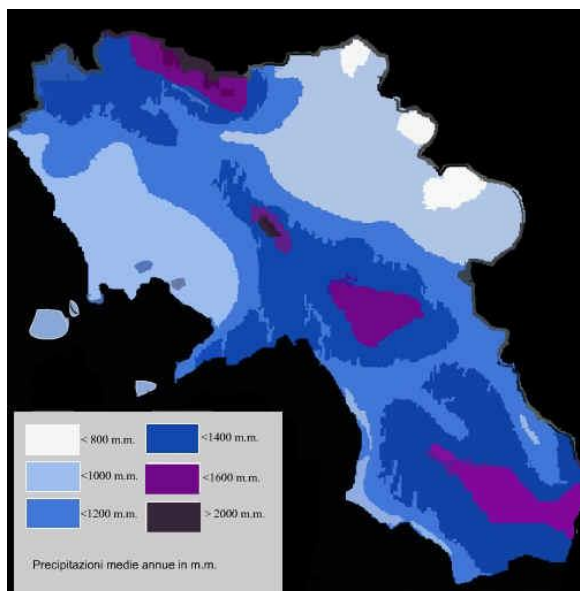 < 800 m.m.
<1400 m.m.
<1000 m.m.
<1600 m.m.
<1200 m.m.
> 2000 m.m.
Precipitazioni medie annue in m.m.